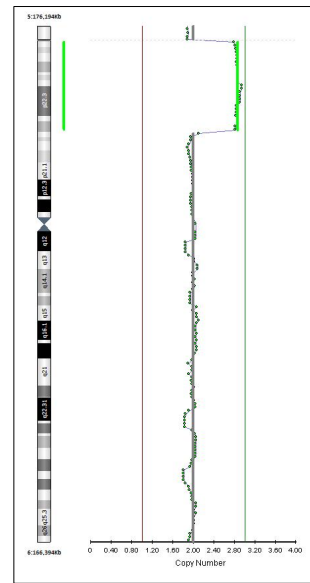 5:176,194Kb
p22.3
p21.1
p12.3
q12
q13
q14.1
q15
q16.1
q21
q22.31
q25.3
6:166,394Kb
0 0.40 0.80 1.20 1.60 2.00 2.40 2.80 3.20 3.60 4.00
Copy Number